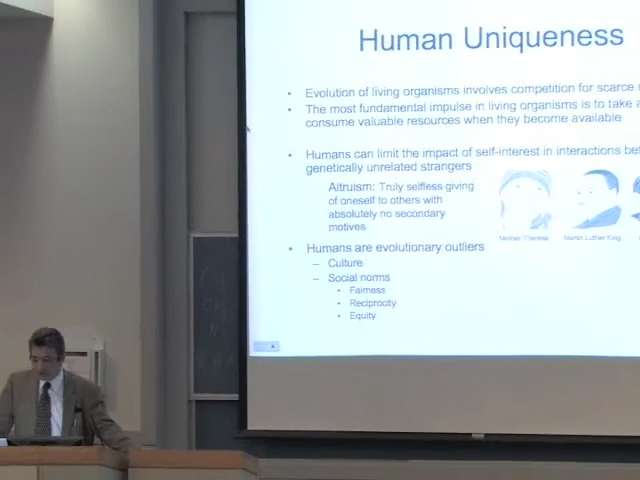 Human Uniqueness
• Evolution of living organisms involves competition for scarce
• The most fundamental impulse in living organisms is to take
consume valuable resources when they become available
• Humans can limit the impact of self-interest in interactions
genetically unrelated strangers
Altruism: Truly selfless giving
of oneself to others with
absolutely no secondary
motives
Mother Theresa
Martin Luther King
• Humans are evolutionary outliers
– Culture
– Social norms
• Fairness
• Reciprocity
• Equity